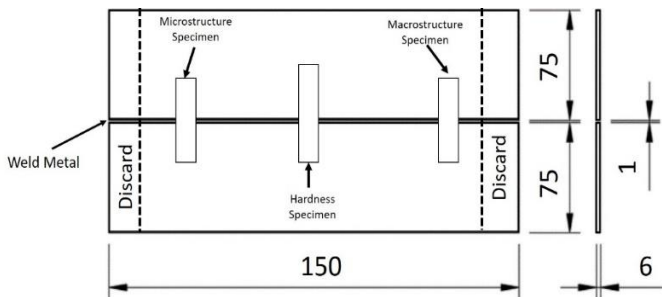 Microstructure
Specimen
Macrostructure
Specimen
75
1
Weld Metal
Discard
Hardness
Specimen
Discard
75
150
6